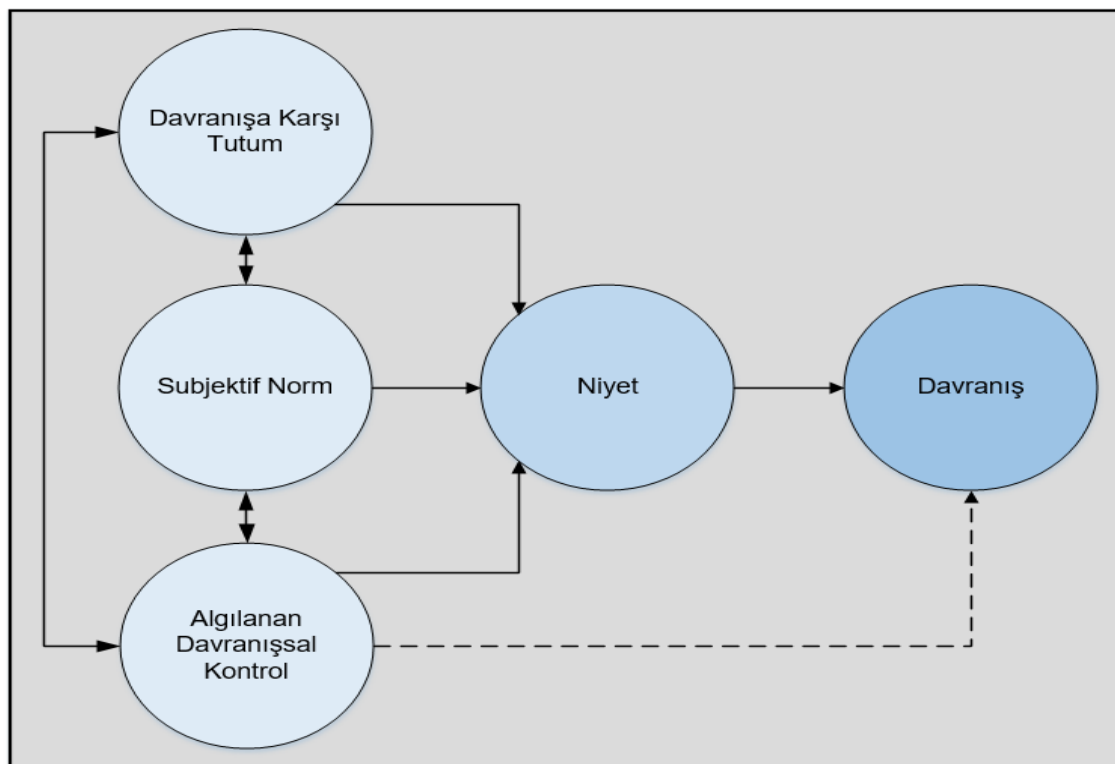 Davranışa Karşı
Tutum
Subjektif Norm
Niyet
Davranış
Algılanan
Davranışsal
Kontrol